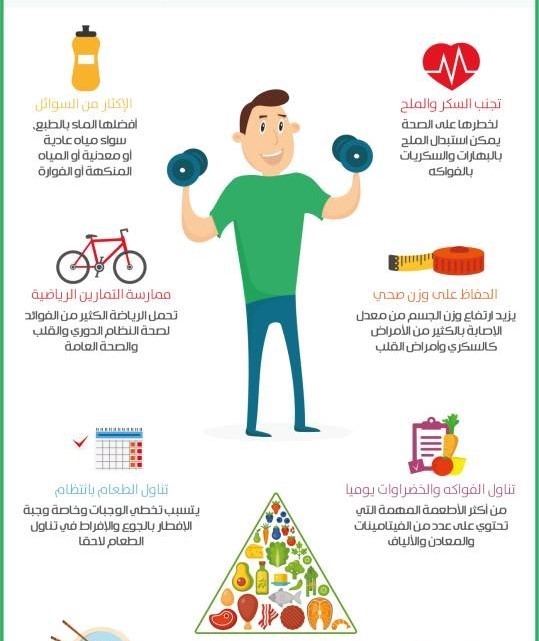 تجنب السكر والملح
لخطرها على الصحة
يمكن استبدال الملح
بالبهارات والسكريات
بالفواكه
الإكثار من السوائل
أفضلها الماء بالطبع،
سواء مياه عادية
أو معدنية أو المياه
المنكهة أو الفوارة
الحفاظ على وزن صحي
يزيد ارتفاع وزن الجسم من معدل
الإصابة بالكثير من الأمراض
كالسكري وأمراض القلب
ممارسة التمارين الرياضية
تحمل الرياضة الكثير من الفوائد
لصحة النظام الدوري والقلب
والصحة العامة
تناول الفواكه والخضراوات يوميا
من أكثر الأطعمة المهمة التي
تحتوي على عدد من الفيتامينات
والمعادن والألياف
تناول الطعام بانتظام
يتسبب تخطي الوجبات وخاصة وجبة
الإفطار بالجوع والإفراط في تناول
الطعام لاحقا